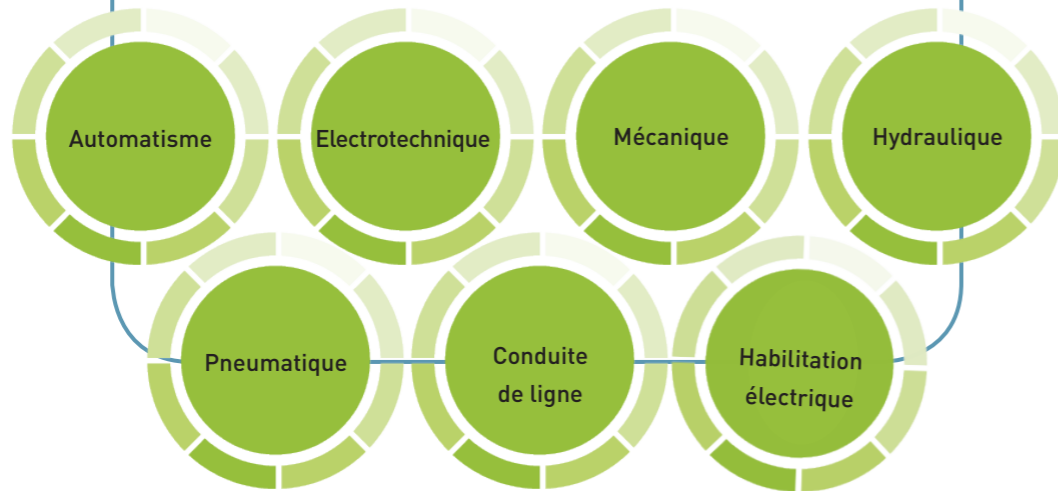 Automatisme
Electrotechnique
Mécanique
Hydraulique
Pneumatique
Conduite
de ligne
Habilitation
électrique